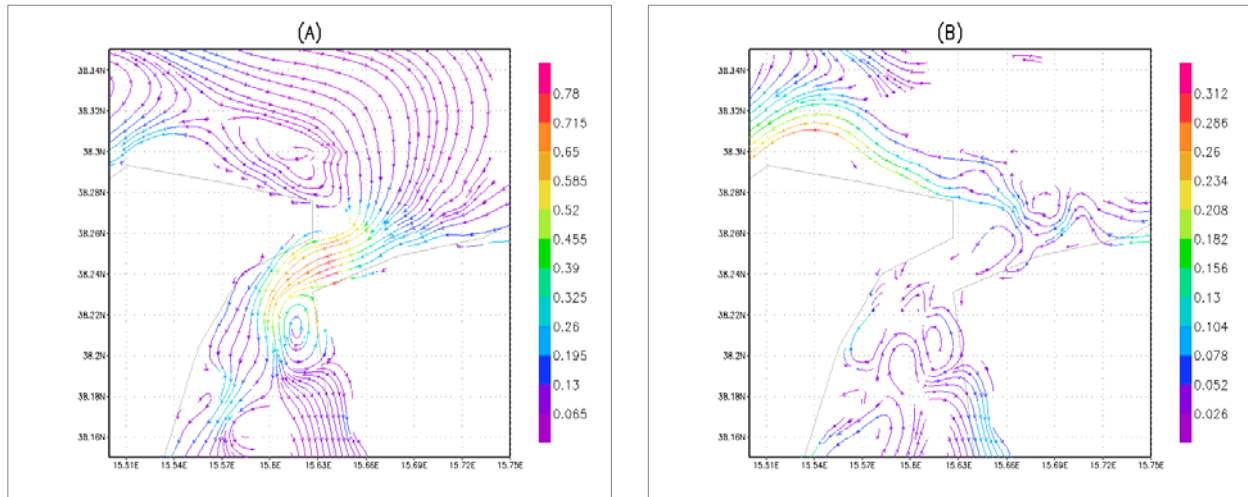 (A)
38.34N
38.32N
38.3N
38.28N
38.26N
38.24N
38.22N
38.2N
38.18N
38.16N
15.51E 15.54E 15.57E 15.6E 15.63E 15.66E 15.69E 15.72E 15.75E
0.78
0.715
0.65
0.585
0.52
0.455
0.39
0.325
0.26
0.195
0.13
0.065
(B)
38.34N
38.32N
38.3N
38.28N
38.26N
38.24N
38.22N
38.2N
38.18N
38.16N
15.51E 15.54E 15.57E 15.6E 15.63E 15.66E 15.69E 15.72E 15.75E
0.312
0.286
0.26
0.234
0.208
0.182
0.156
0.13
0.104
0.078
0.052
0.026